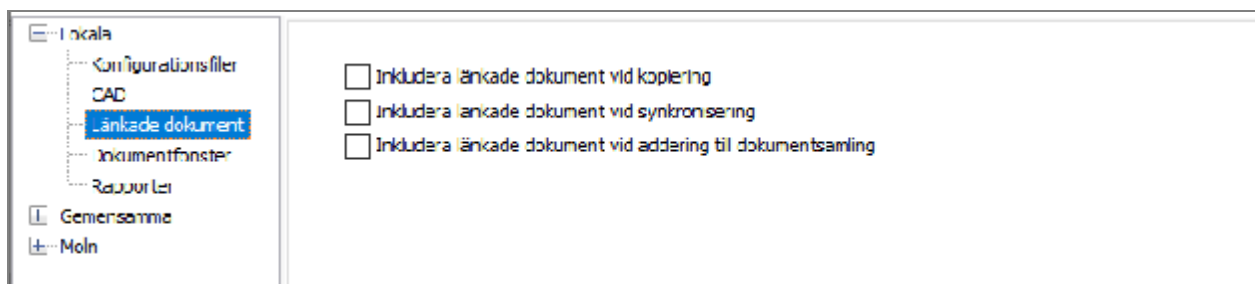 Lokala
Konfigurationsfiler
CAD
Länkade dokument
Dokumentfönster
Rapporter
Gemensamma
Moln
Inkludera länkade dokument vid kopiering
Inkludera länkade dokument vid synkronisering
Inkludera länkade dokument vid addering till dokumentsamling